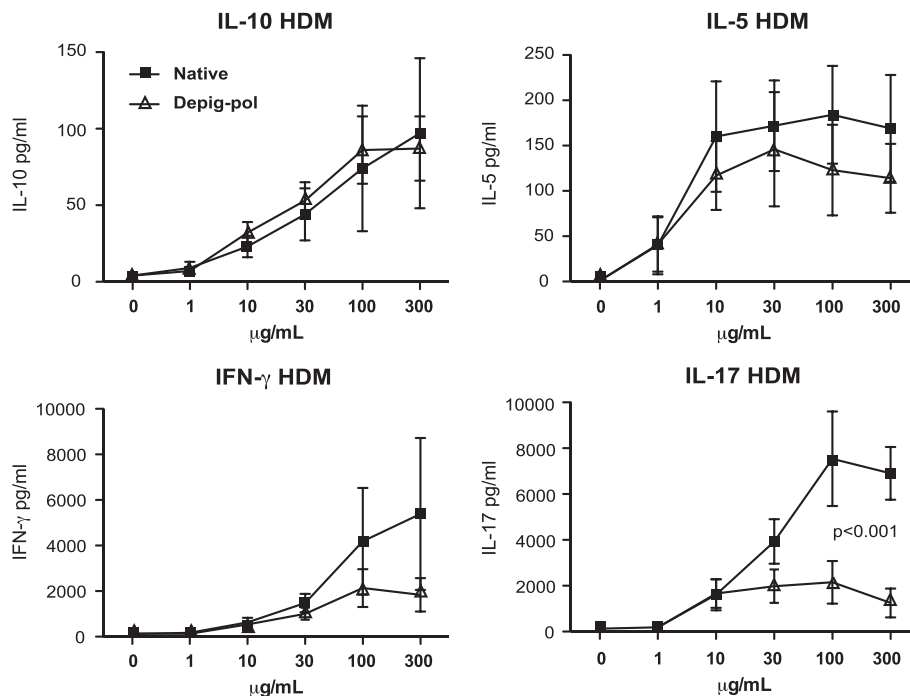 IL-10 HDM
150
100
50
0
IL-10 pg/ml
Native
Depig-pol
0 1 10 30 100 300
μg/mL
IL-5 HDM
250
200
150
100
50
0
IL-5 pg/ml
0 1 10 30 100 300
μg/mL
IFN-γ HDM
10000
8000
6000
4000
2000
0
IFN-γ pg/ml
0 1 10 30 100 300
μg/mL
IL-17 HDM
10000
8000
6000
4000
2000
0
IL-17 pg/ml
p<0.001
0 1 10 30 100 300
μg/mL